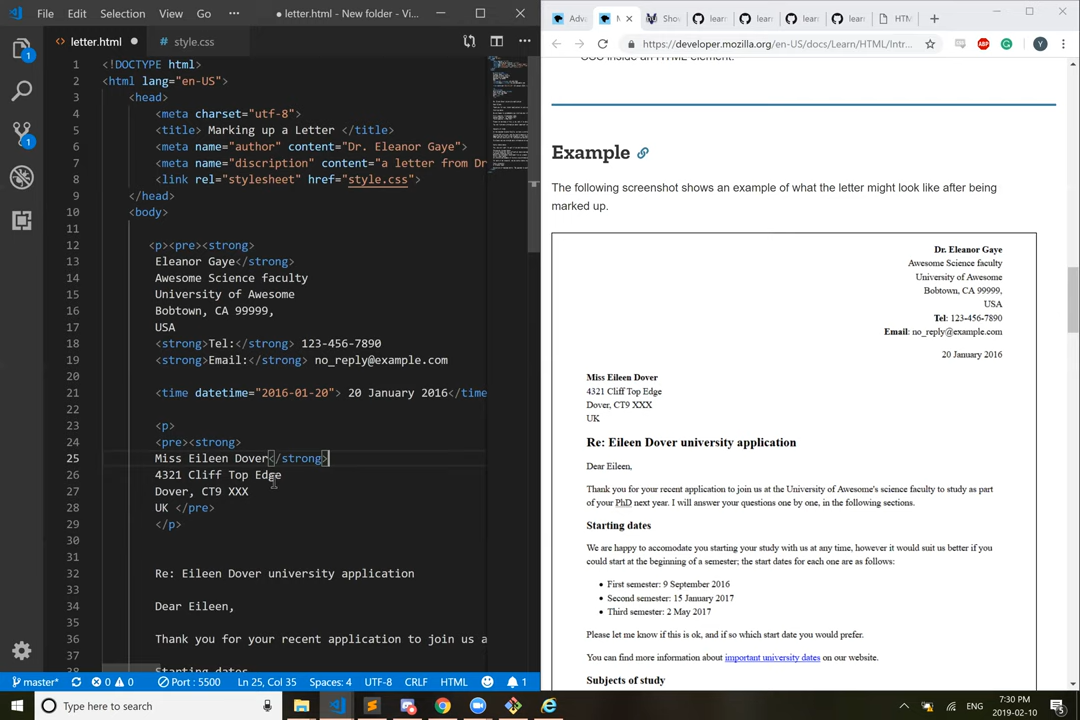 File Edit Selection View Go ··· ● letter.html - New folder - Vi...
letter.html ● style.css
1 <!DOCTYPE html>
2 <html lang="en-US">
3 <head>
4 <meta charset="utf-8">
5 <title> Marking up a Letter </title>
6 <meta name="author" content="Dr. Eleanor Gaye">
7 <meta name="discription" content="a letter from Dr
8 <link rel="stylesheet" href="style.css">
9 </head>
10 <body>
11
12 <p><pre><strong>
13 Eleanor Gaye</strong>
14 Awesome Science faculty
15 University of Awesome
16 Bobtown, CA 99999,
17 USA
18 <strong>Tel:</strong> 123-456-7890
19 <strong>Email:</strong> no_reply@example.com
20
21 <time datetime="2016-01-20"> 20 January 2016</time
22
23 <p>
24 <pre><strong>
25 Miss Eileen Dover</strong>
26 4321 Cliff Top Edge
27 Dover, CT9 XXX
28 UK </pre>
29 </p>
30
31
32 Re: Eileen Dover university application
33
34 Dear Eileen,
35
36 Thank you for your recent application to join us a
37
38 Starting dates
master* 0 0 Port : 5500 Ln 25, Col 35 Spaces: 4 UTF-8 CRLF HTML 1
Adva Sho learn learn learn HTM
https://developer.mozilla.org/en-US/docs/Learn/HTML/Intr... ABP Y
CSS inside an HTML element.
Example
The following screenshot shows an example of what the letter might look like after being
marked up.
Dr. Eleanor Gaye
Awesome Science faculty
University of Awesome
Bobtown, CA 99999,
USA
Tel: 123-456-7890
Email: no_reply@example.com
20 January 2016
Miss Eileen Dover
4321 Cliff Top Edge
Dover, CT9 XXX
UK
Re: Eileen Dover university application
Dear Eileen,
Thank you for your recent application to join us at the University of Awesome's science faculty to study as part
of your PhD next year. I will answer your questions one by one, in the following sections.
Starting dates
We are happy to accomodate you starting your study with us at any time, however it would suit us better if you
could start at the beginning of a semester; the start dates for each one are as follows:
• First semester: 9 September 2016
• Second semester: 15 January 2017
• Third semester: 2 May 2017
Please let me know if this is ok, and if so which start date you would prefer.
You can find more information about important university dates on our website.
Subjects of study
Type here to search
ENG
7:30 PM
2019-02-10
5